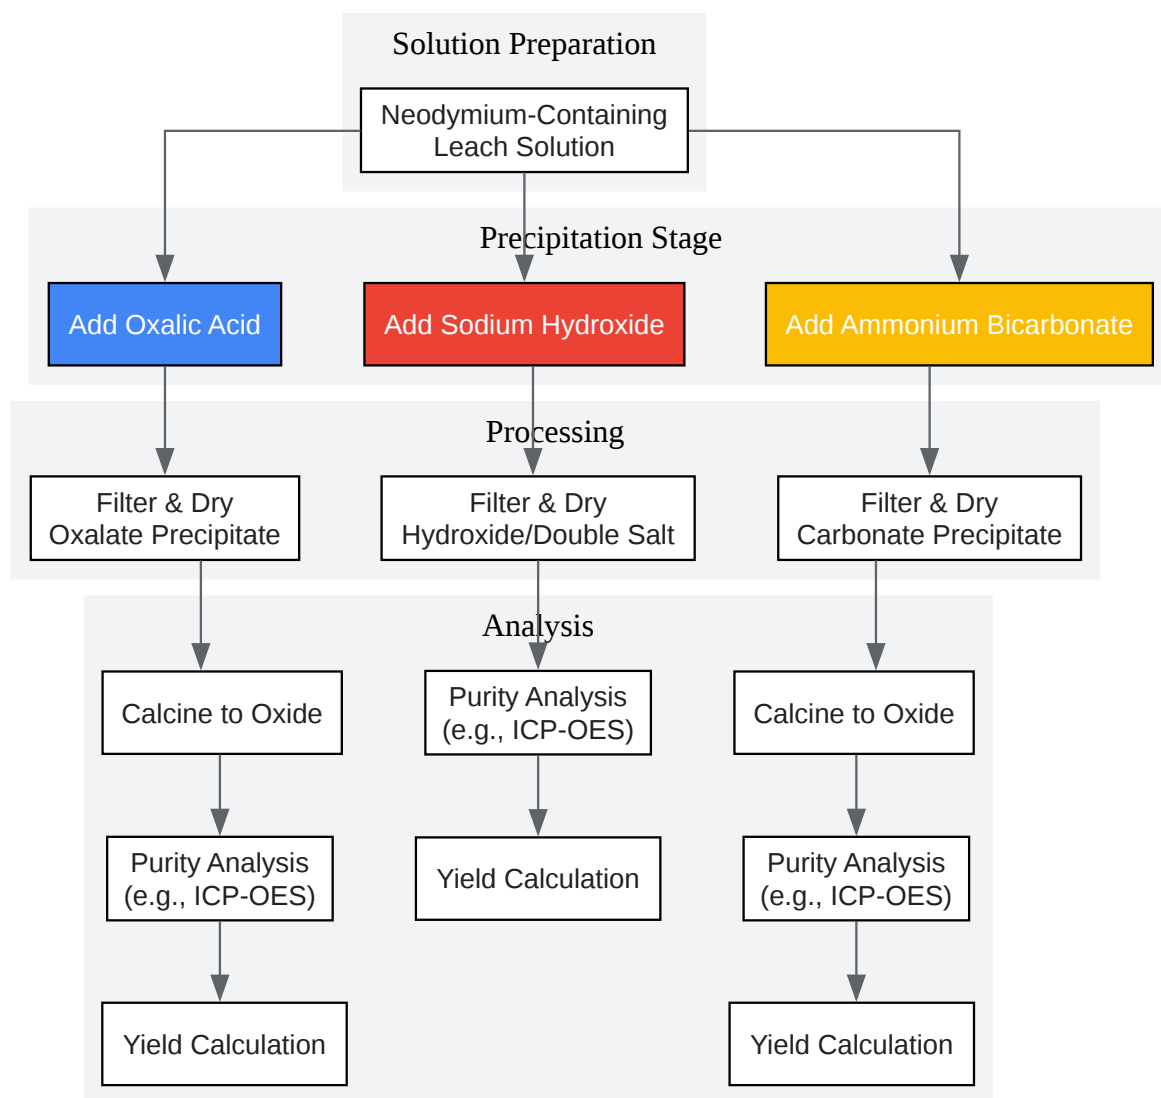 Solution Preparation
Neodymium-Containing
Leach Solution
Precipitation Stage
Add Oxalic Acid
Add Sodium Hydroxide
Add Ammonium Bicarbonate
Processing
Filter & Dry
Oxalate Precipitate
Filter & Dry
Hydroxide/Double Salt
Filter & Dry
Carbonate Precipitate
Analysis
Calcine to Oxide
Purity Analysis
(e.g., ICP-OES)
Calcine to Oxide
Purity Analysis
(e.g., ICP-OES)
Yield Calculation
Purity Analysis
(e.g., ICP-OES)
Yield Calculation
Yield Calculation